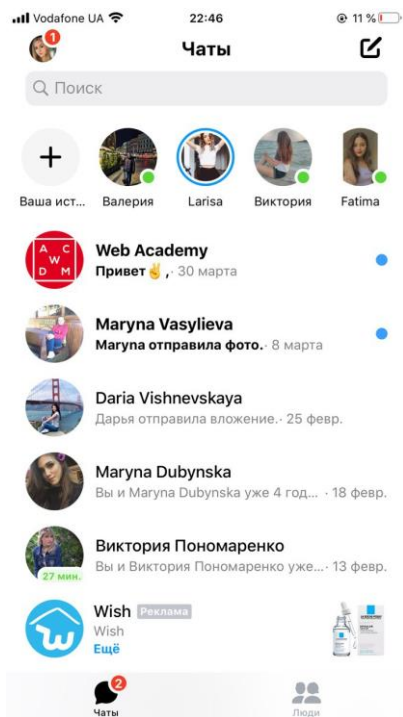 Vodafone UA 22:46 11 %
1
Чаты
Поиск
Ваша ист... Валерия Larisa Виктория Fatima
A C
W
D M
Web Academy
Привет✌️,· 30 марта
Maryna Vasylieva
Maryna отправила фото.· 8 марта
Daria Vishnevskaya
Дарья отправила вложение.· 25 февр.
Maryna Dubynska
Вы и Maryna Dubynska уже 4 год... · 18 февр.
Виктория Пономаренко
27 мин.
Вы и Виктория Пономаренко уже...· 13 февр.
Wish Реклама
Wish
Ещё
2
Чаты Люди